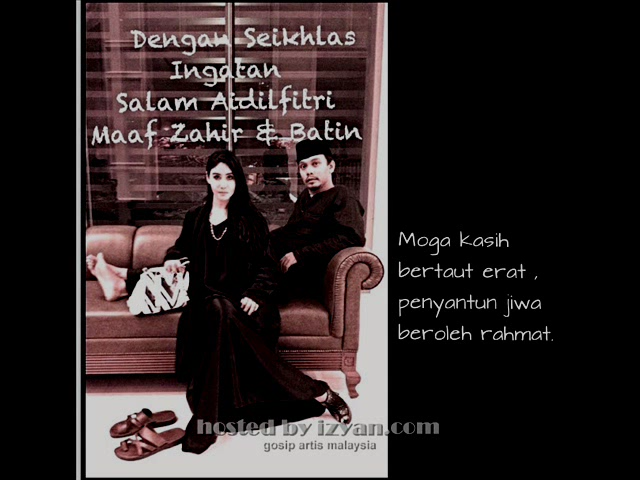 Dengan Seikhlas
Ingatan
Salam Aidilfitri
Maaf Zahir & Batin
Moga kasih
bertaut erat ,
penyantun jiwa
beroleh rahmat.
hosted by izyan.com
gosip artis malaysia